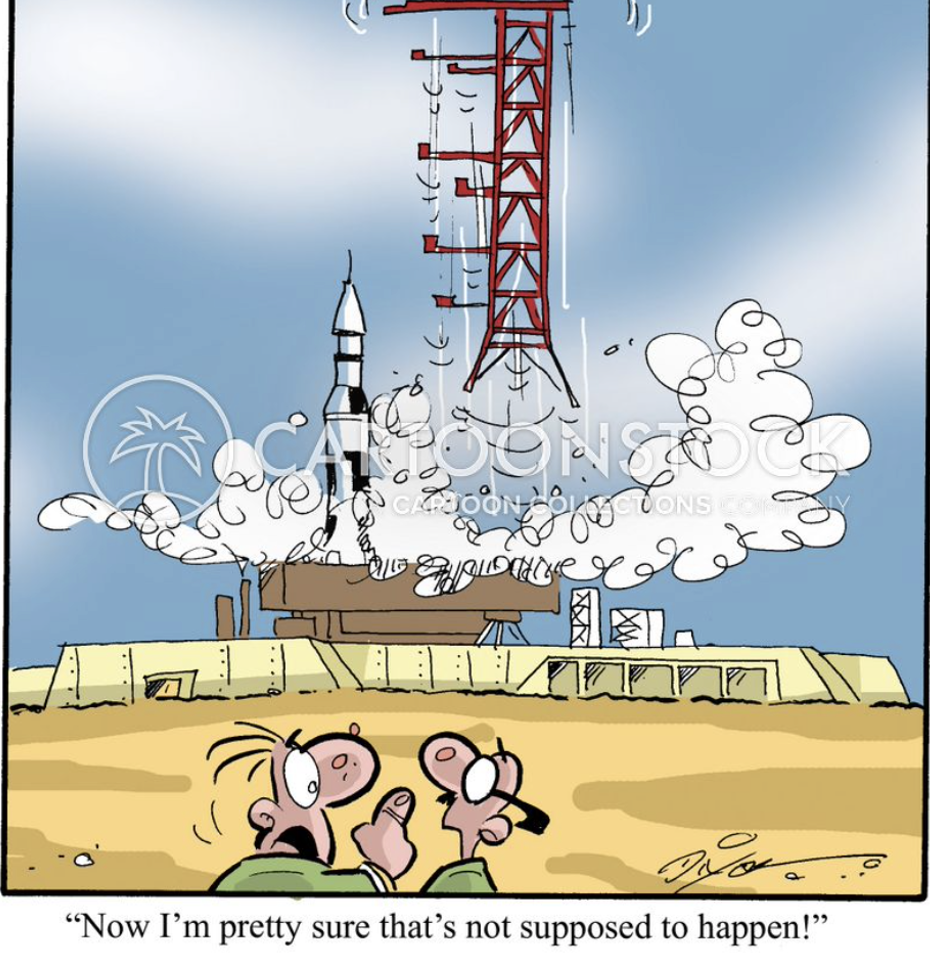 CARTOONSTOCK
CARTOON COLLECTIONS COMPANY
“Now I’m pretty sure that’s not supposed to happen!”